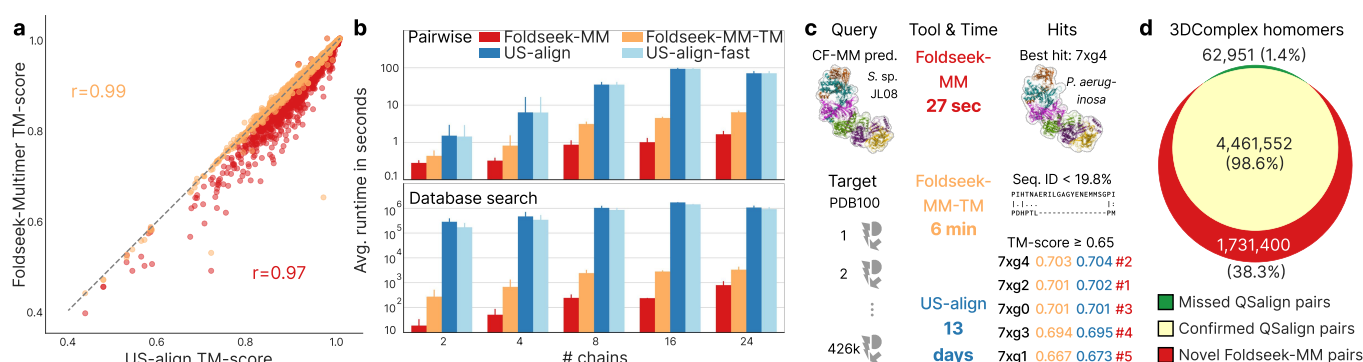 a
Foldseek-Multimer TM-score
1.0
0.8
0.6
0.4
r=0.99
r=0.97
0.4
0.6
0.8
1.0
US-align TM-score
b
Avg. runtime in seconds
Pairwise
Foldseek-MM
Foldseek-MM-TM
US-align
US-align-fast
100
10
1
0.1
Database search
10^6
10^5
10^4
10^3
10^2
10
2
4
8
16
24
# chains
c
Query
Tool & Time
Hits
CF-MM pred.
S. sp.
JL08
Foldseek-
MM
27 sec
Best hit: 7xg4
P. aerug-
inosa
Target
PDB100
1
2
⋮
426k
Foldseek-
MM-TM
6 min
US-align
13
days
Seq. ID < 19.8%
PIHTNAERILGAGYENEMMSGPI
|.|... |:
PDHPTL---------------PM
TM-score ≥ 0.65
7xg4 0.703 0.704 #2
7xg2 0.701 0.702 #1
7xg0 0.701 0.701 #3
7xg3 0.694 0.695 #4
7xg1 0.667 0.673 #5
d
3DComplex homomers
62,951 (1.4%)
4,461,552
(98.6%)
1,731,400
(38.3%)
Missed QSalign pairs
Confirmed QSalign pairs
Novel Foldseek-MM pairs